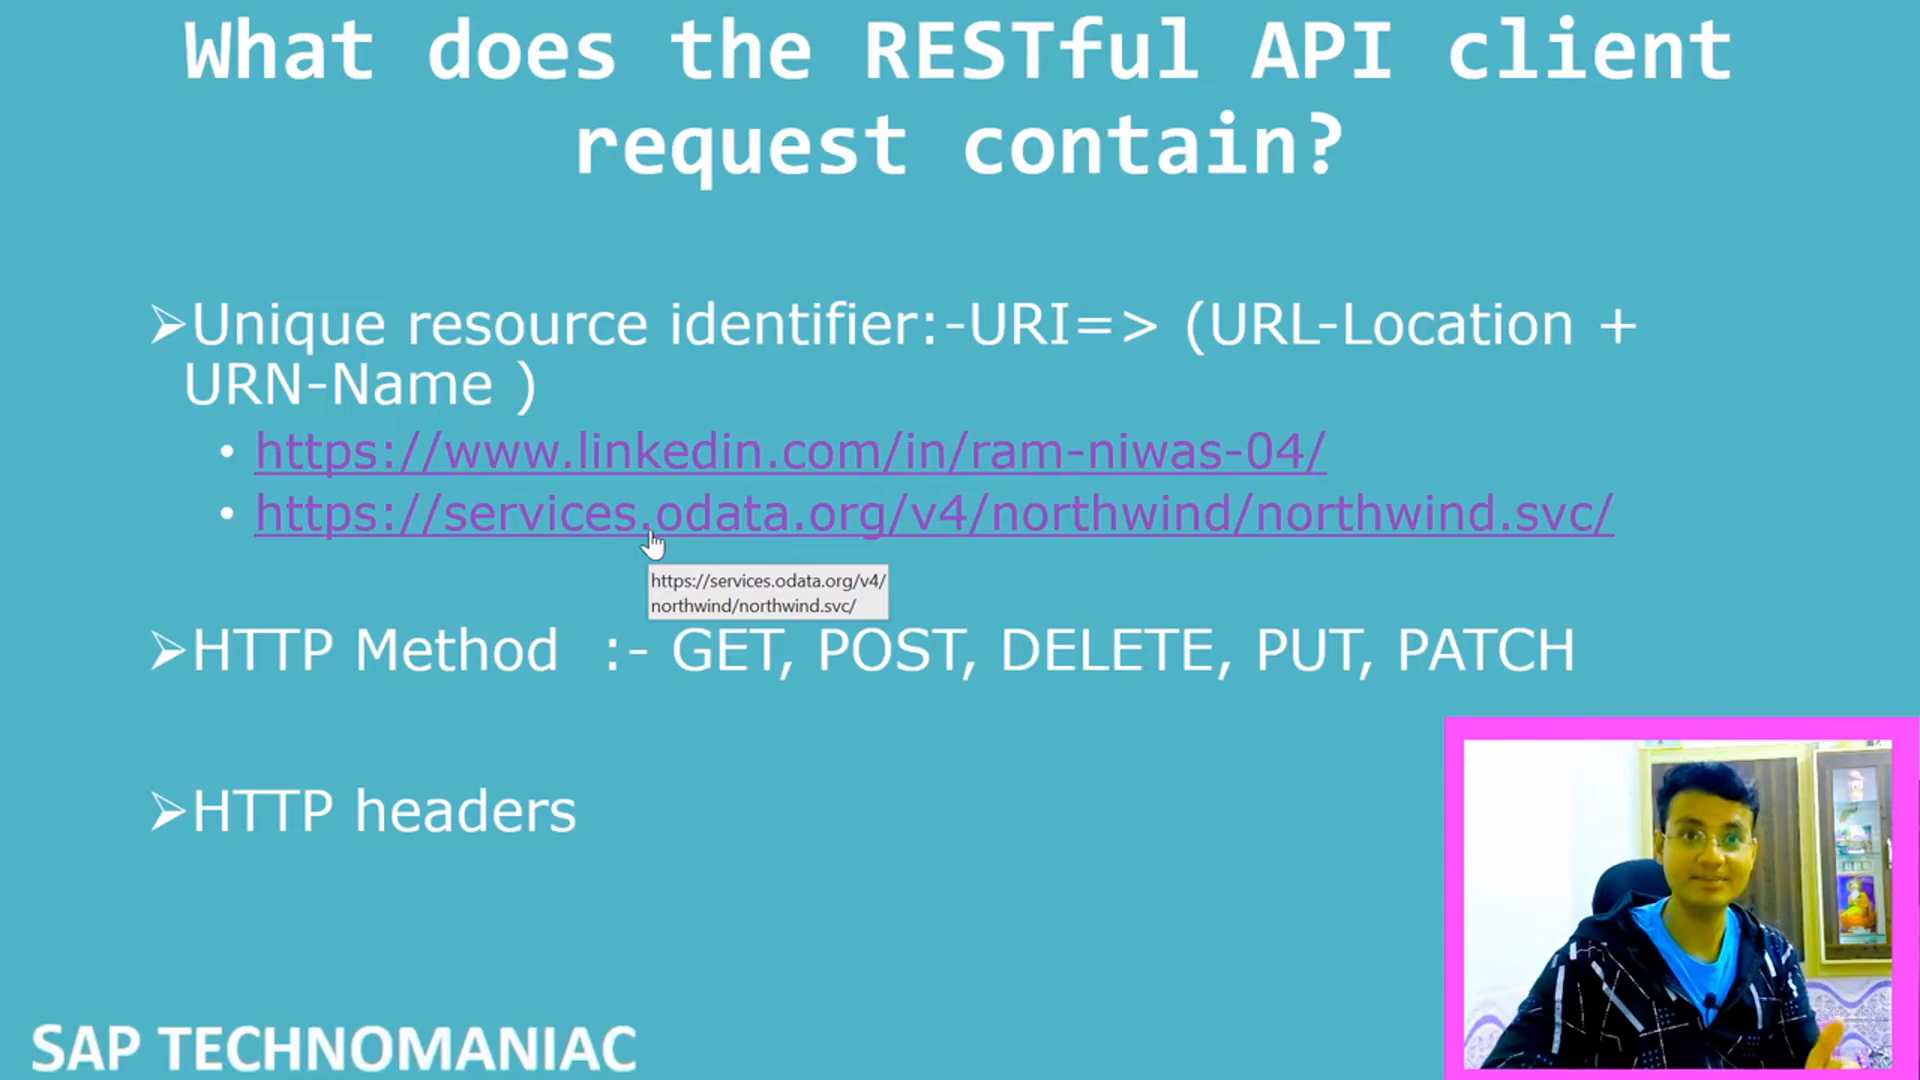 What does the RESTful API client
request contain?
➢Unique resource identifier:-URI=> (URL-Location +
URN-Name )
• https://www.linkedin.com/in/ram-niwas-04/
• https://services.odata.org/v4/northwind/northwind.svc/
https://services.odata.org/v4/
northwind/northwind.svc/
➢HTTP Method :- GET, POST, DELETE, PUT, PATCH
➢HTTP headers
SAP TECHNOMANIAC